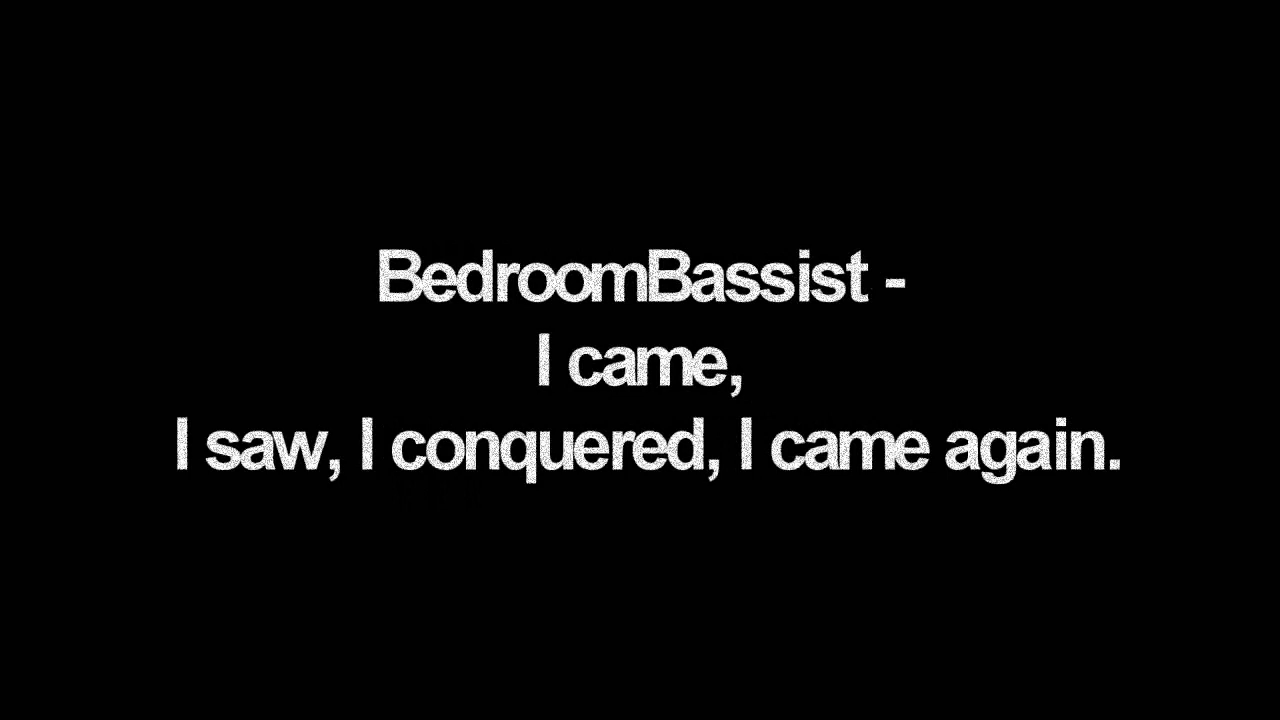 BedroomBassist -
I came,
I saw, I conquered, I came again.